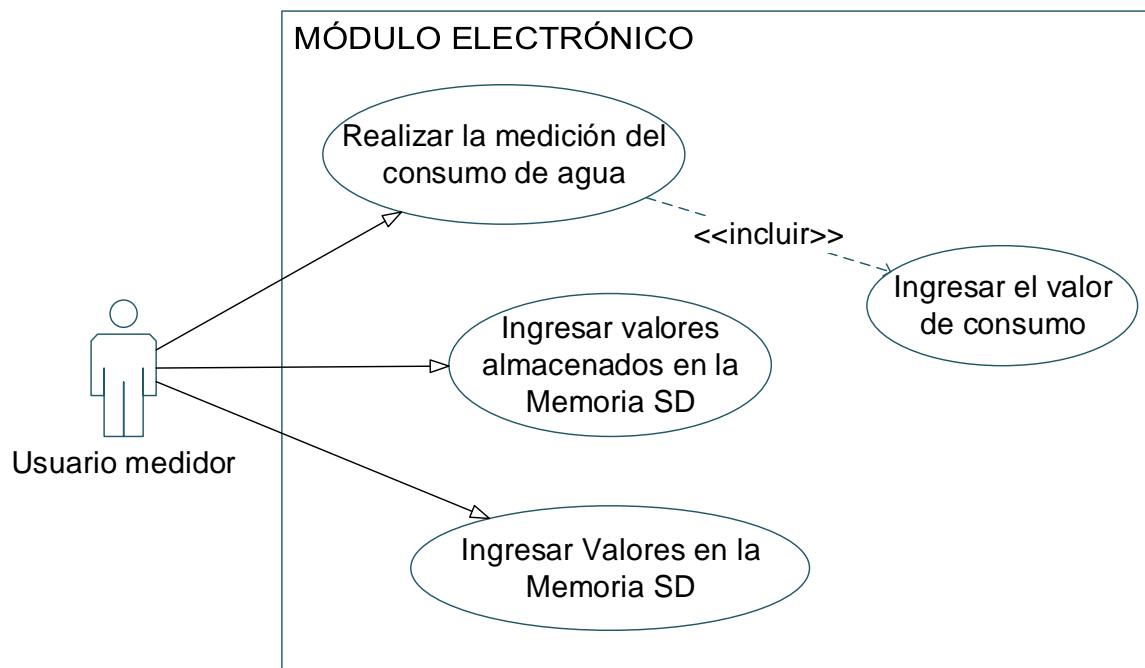 MÓDULO ELECTRÓNICO
Realizar la medición del
consumo de agua
<<incluir>>
Ingresar el valor
de consumo
Ingresar valores
almacenados en la
Memoria SD
Usuario medidor
Ingresar Valores en la
Memoria SD